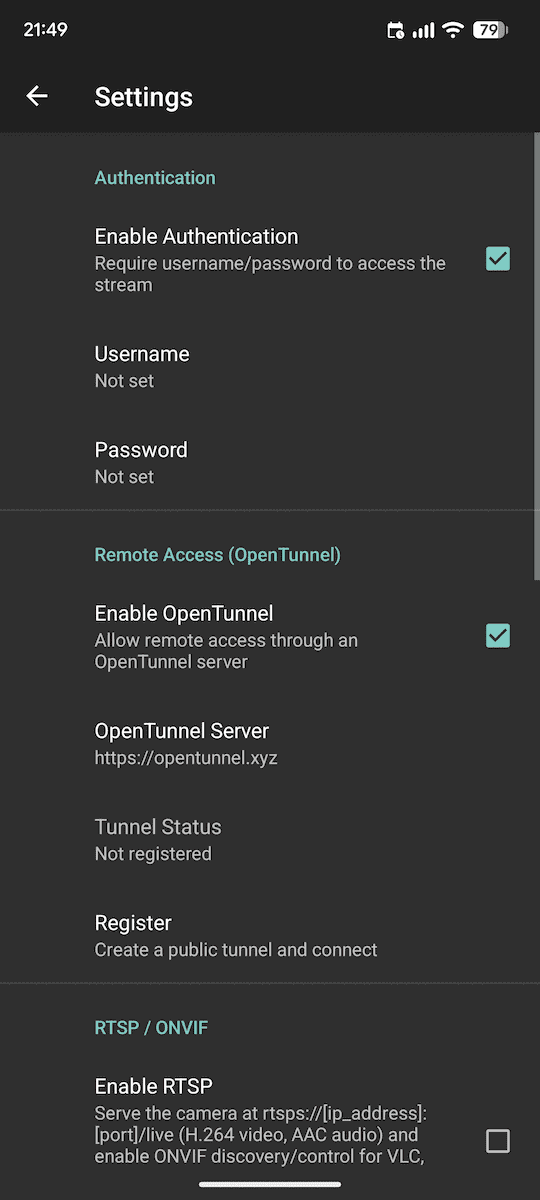 21:49
79
Settings
Authentication
Enable Authentication
Require username/password to access the
stream
Username
Not set
Password
Not set
Remote Access (OpenTunnel)
Enable OpenTunnel
Allow remote access through an
OpenTunnel server
OpenTunnel Server
https://opentunnel.xyz
Tunnel Status
Not registered
Register
Create a public tunnel and connect
RTSP / ONVIF
Enable RTSP
Serve the camera at rtsps://[ip_address]:
[port]/live (H.264 video, AAC audio) and
enable ONVIF discovery/control for VLC,